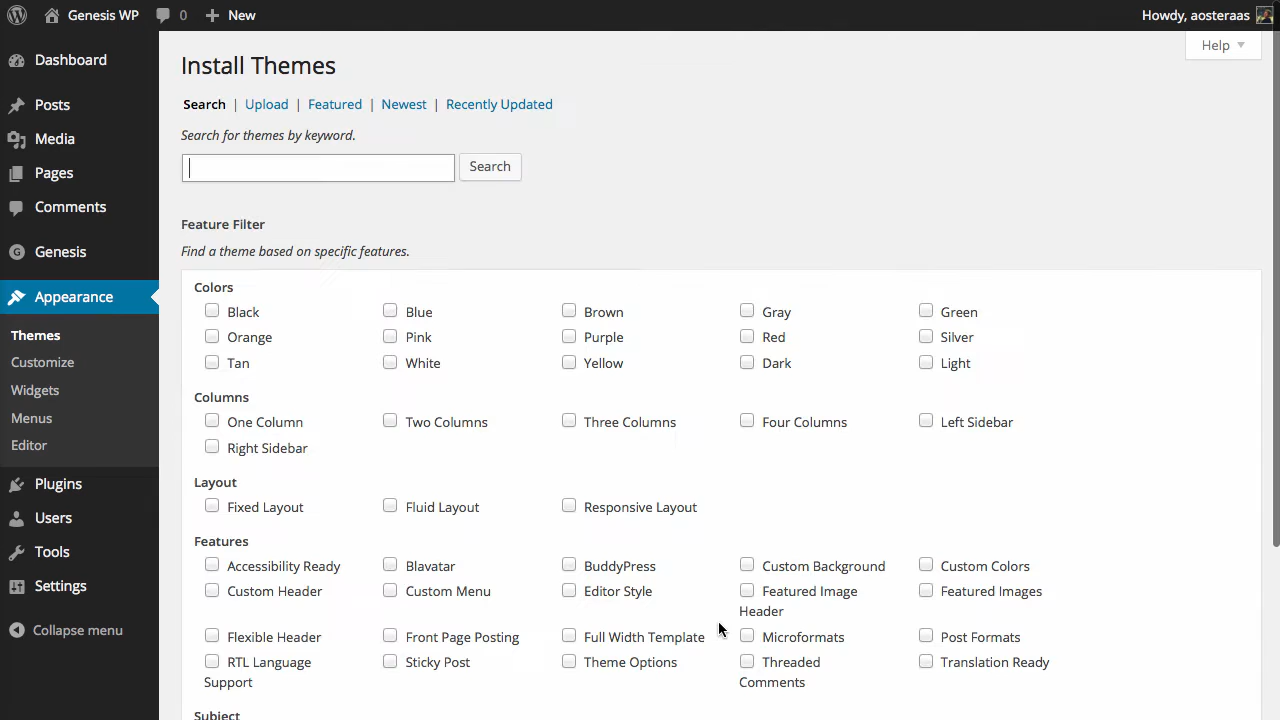 Genesis WP 0 New Howdy, aosteraas
Help
Dashboard
Posts
Media
Pages
Comments
Genesis
Appearance
Themes
Customize
Widgets
Menus
Editor
Plugins
Users
Tools
Settings
Collapse menu
Install Themes
Search | Upload | Featured | Newest | Recently Updated
Search for themes by keyword.
Search
Feature Filter
Find a theme based on specific features.
Colors
Black Blue Brown Gray Green
Orange Pink Purple Red Silver
Tan White Yellow Dark Light
Columns
One Column Two Columns Three Columns Four Columns Left Sidebar
Right Sidebar
Layout
Fixed Layout Fluid Layout Responsive Layout
Features
Accessibility Ready Blavatar BuddyPress Custom Background Custom Colors
Custom Header Custom Menu Editor Style Featured Image Featured Images
Header
Flexible Header Front Page Posting Full Width Template Microformats Post Formats
RTL Language Sticky Post Theme Options Threaded Translation Ready
Support Comments
Subject